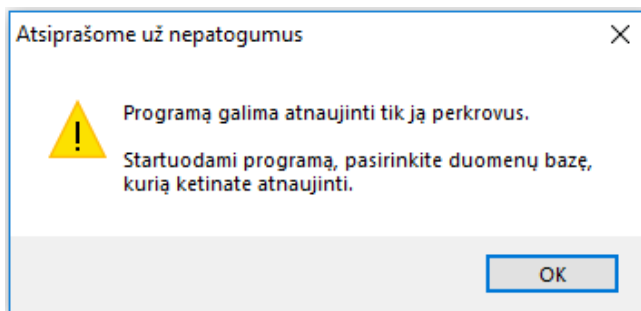 Atsiprašome už nepatogumus
Programą galima atnaujinti tik ją perkrovus.
Startuodami programą, pasirinkite duomenų bazę,
kurią ketinate atnaujinti.
OK